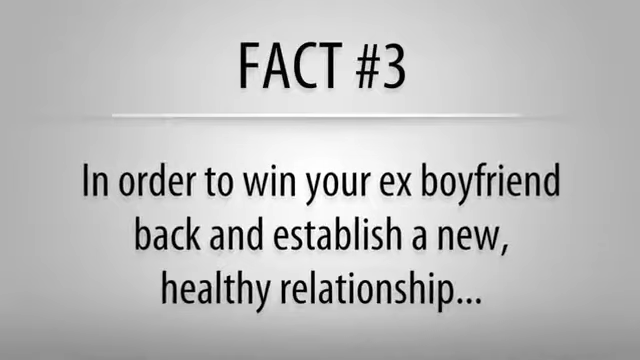 FACT #3
In order to win your ex boyfriend
back and establish a new,
healthy relationship...